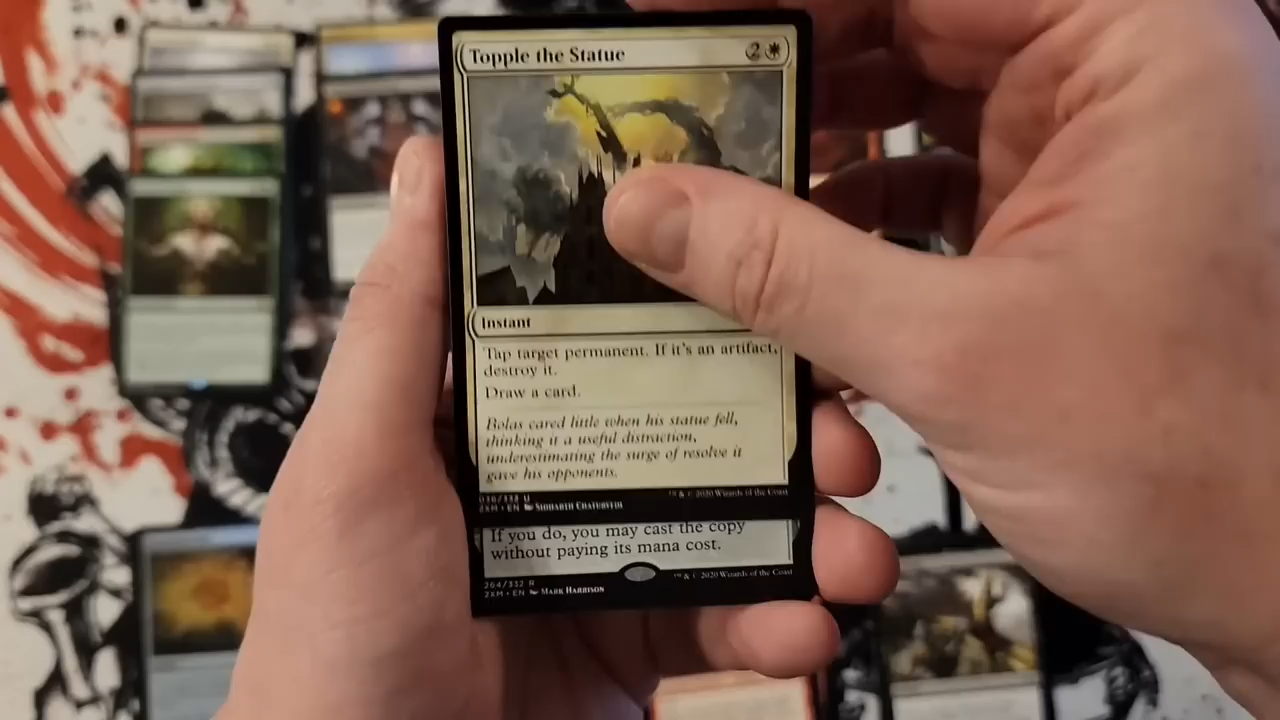 Topple the Statue 2
Instant
Tap target permanent. If it's an artifact,
destroy it.
Draw a card.
Bolas cared little when his statue fell,
thinking it a useful distraction,
underestimating the surge of resolve it
gave his opponents.
036/332 U
2XM • EN Sidharth Chaturvedi
™ & © 2020 Wizards of the Coast
If you do, you may cast the copy
without paying its mana cost.
264/332 R
2XM • EN Mark Harrison
™ & © 2020 Wizards of the Coast